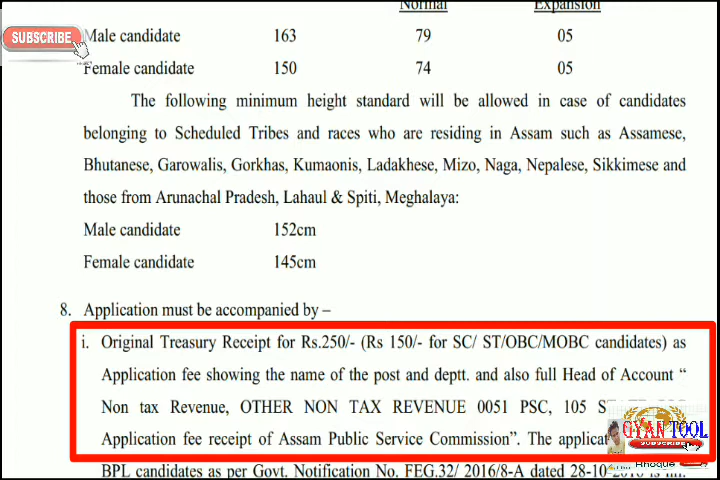 Normal Expansion
Male candidate 163 79 05
SUBSCRIBE
Female candidate 150 74 05
The following minimum height standard will be allowed in case of candidates
belonging to Scheduled Tribes and races who are residing in Assam such as Assamese,
Bhutanese, Garowalis, Gorkhas, Kumaonis, Ladakhese, Mizo, Naga, Nepalese, Sikkimese and
those from Arunachal Pradesh, Lahaul & Spiti, Meghalaya:
Male candidate 152cm
Female candidate 145cm
8. Application must be accompanied by –
i. Original Treasury Receipt for Rs.250/- (Rs 150/- for SC/ ST/OBC/MOBC candidates) as
Application fee showing the name of the post and deptt. and also full Head of Account “
Non tax Revenue, OTHER NON TAX REVENUE 0051 PSC, 105
Application fee receipt of Assam Public Service Commission”. The
GYAN TOOL
BPL candidates as per Govt. Notification No. FEG.32/ 2016/8-A dated
Rhoque